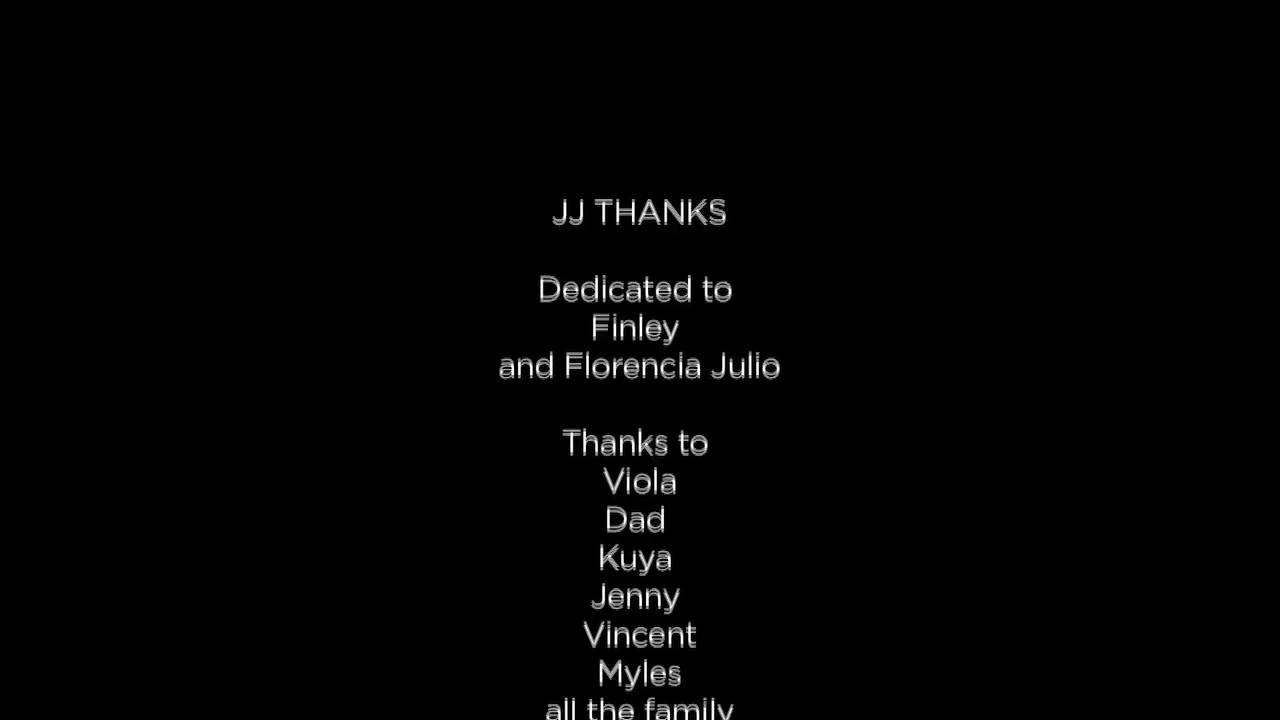 JJ THANKS
Dedicated to
Finley
and Florencia Julio
Thanks to
Viola
Dad
Kuya
Jenny
Vincent
Myles
all the family